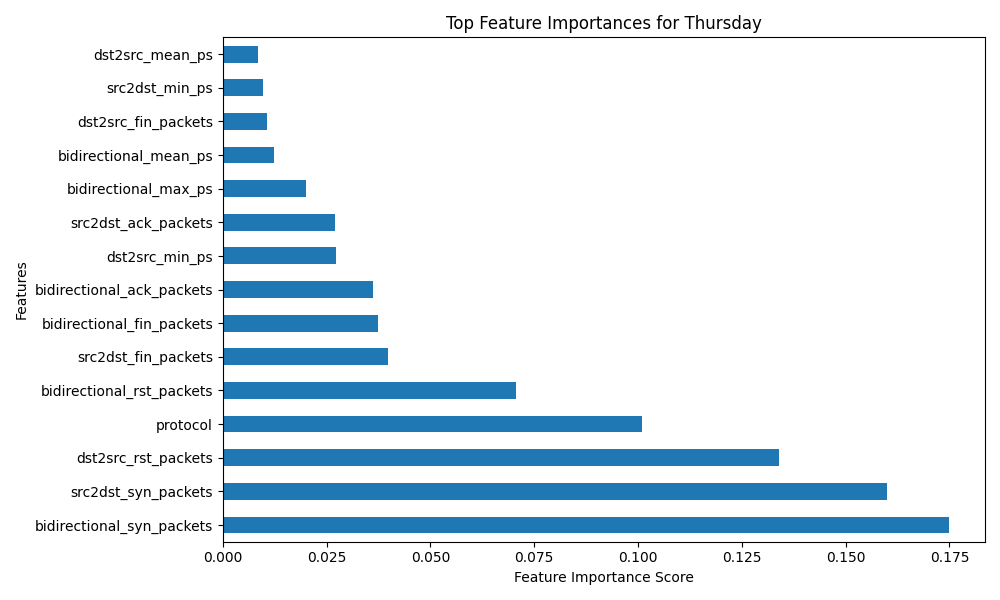 Top Feature Importances for Thursday
Features
dst2src_mean_ps
src2dst_min_ps
dst2src_fin_packets
bidirectional_mean_ps
bidirectional_max_ps
src2dst_ack_packets
dst2src_min_ps
bidirectional_ack_packets
bidirectional_fin_packets
src2dst_fin_packets
bidirectional_rst_packets
protocol
dst2src_rst_packets
src2dst_syn_packets
bidirectional_syn_packets
0.000 0.025 0.050 0.075 0.100 0.125 0.150 0.175
Feature Importance Score